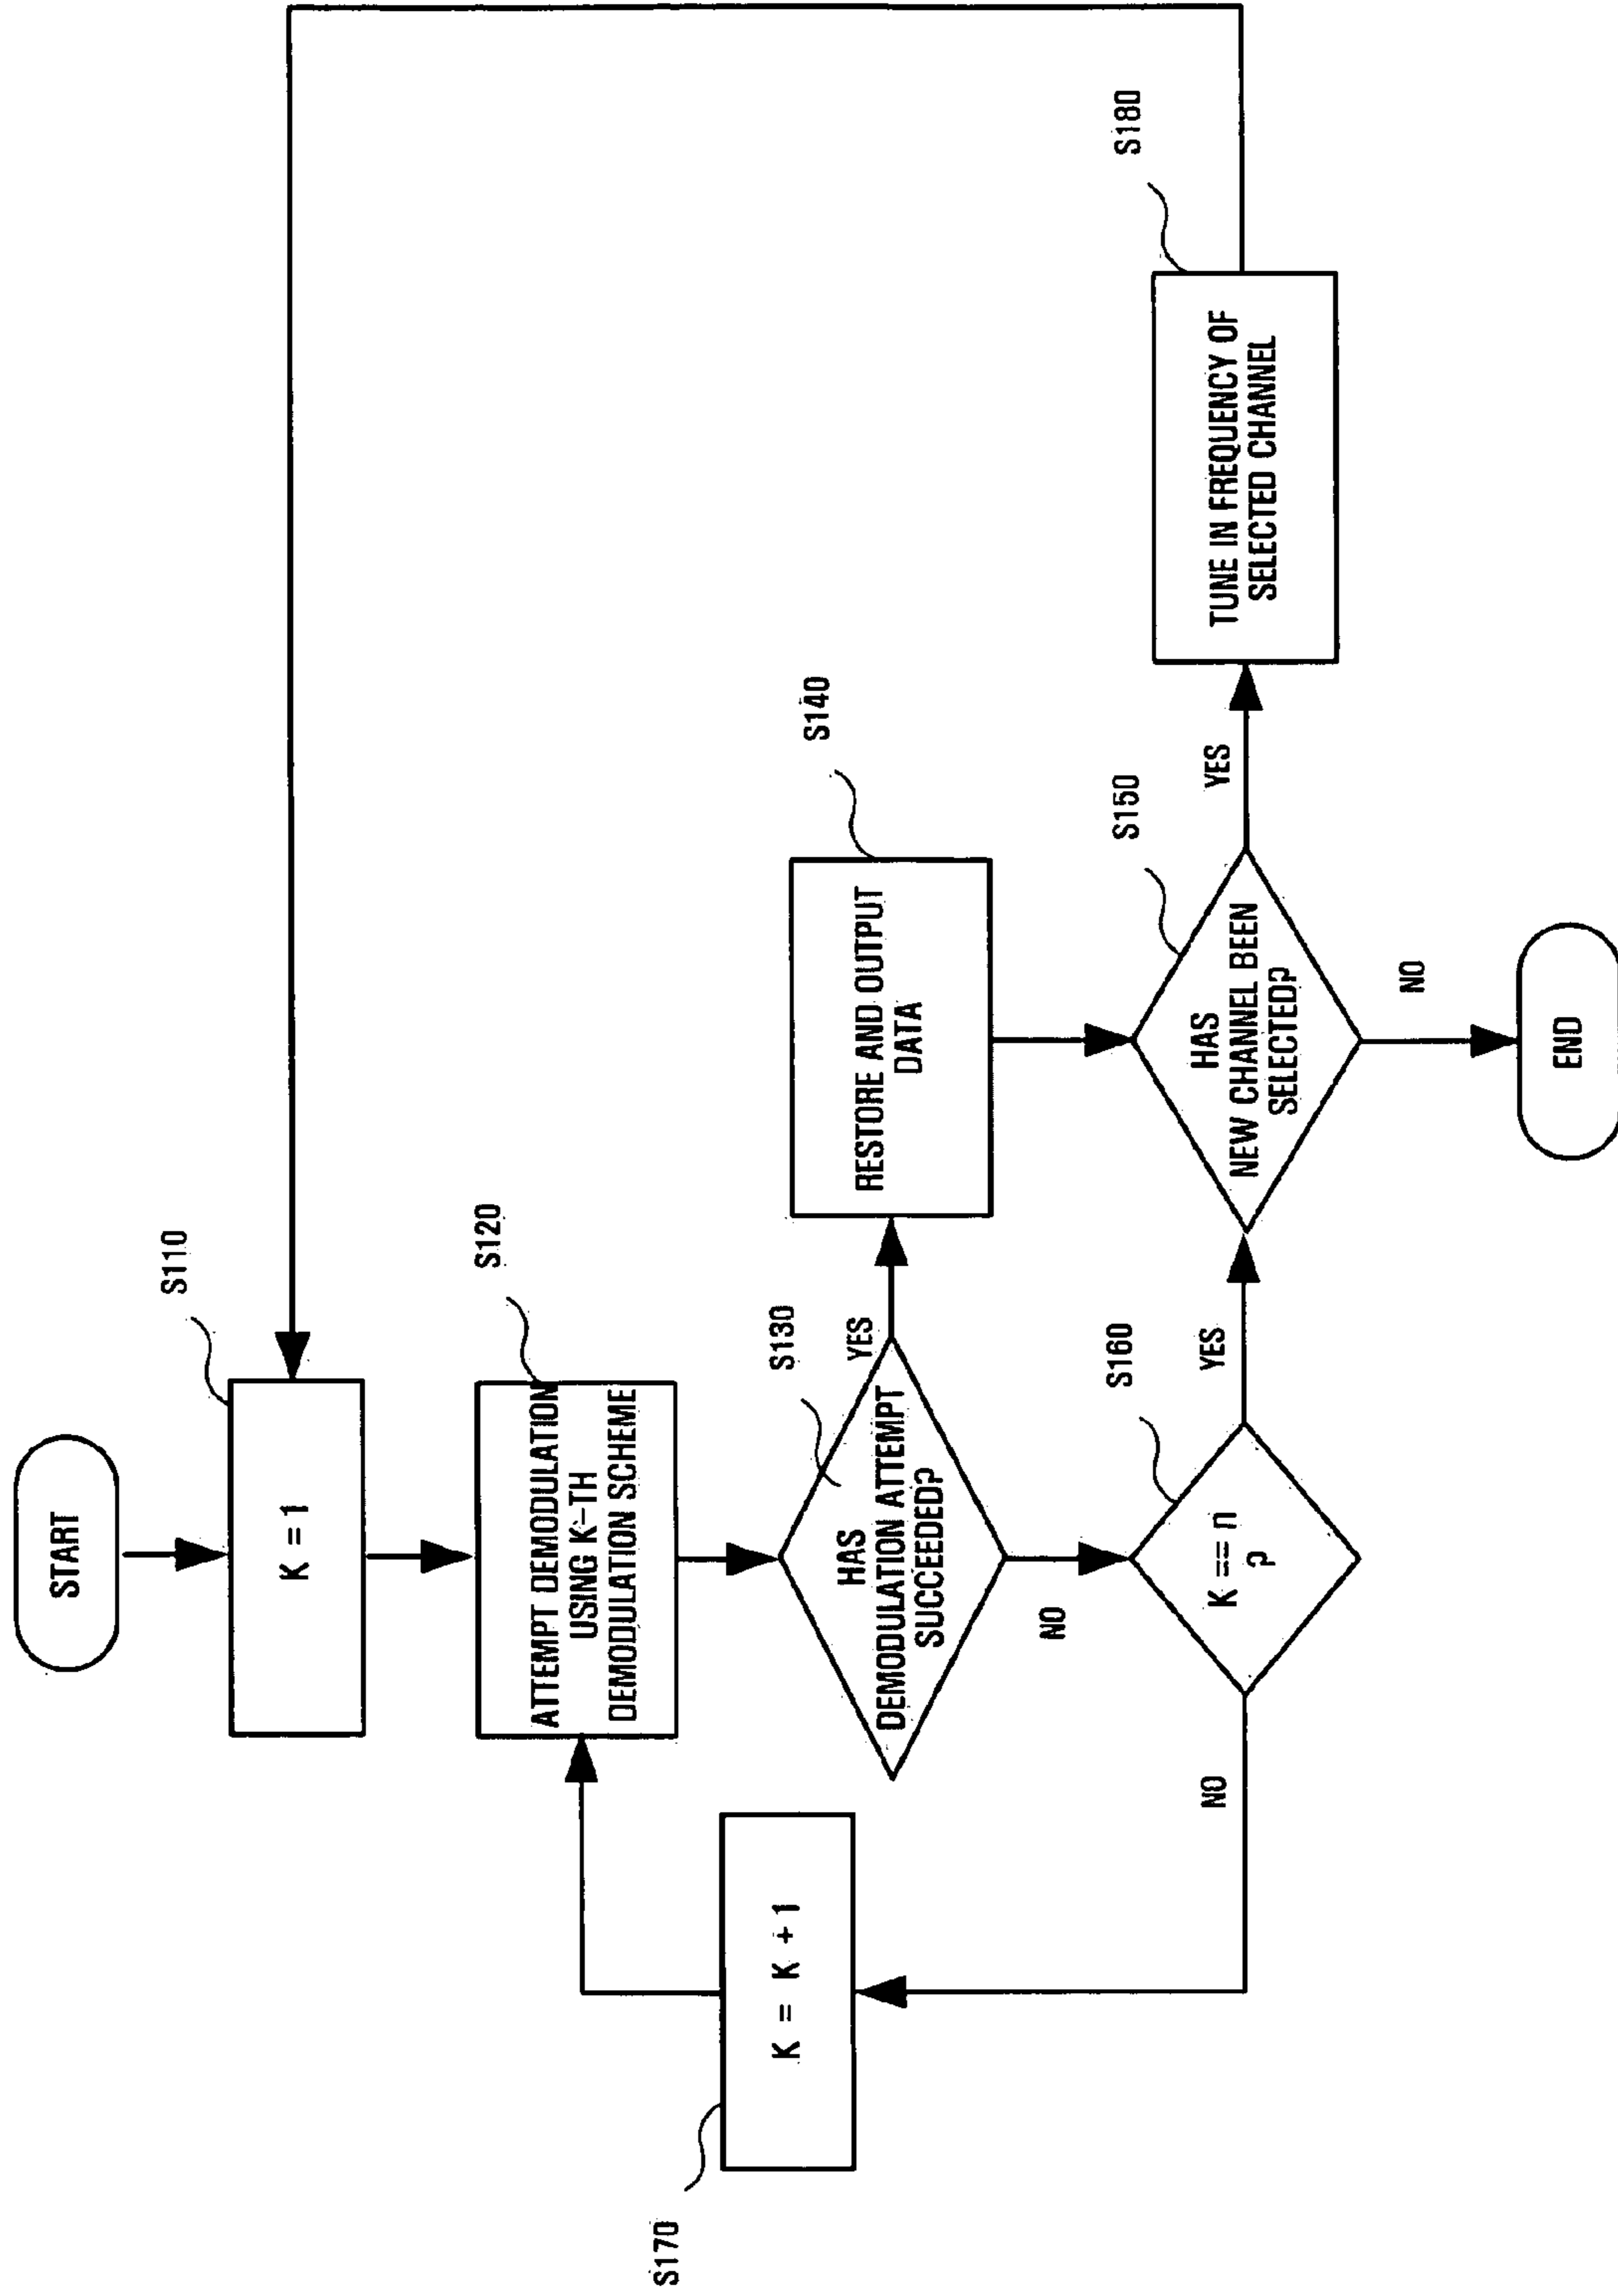 START
S110
K = 1
S120
ATTEMPT DEMODULATION
USING K-TH
DEMODULATION SCHEME
S130
HAS
DEMODULATION ATTEMPT
SUCCEEDED?
YES
NO
S140
RESTORE AND OUTPUT
DATA
S170
K = K + 1
S160
K == n
?
NO
YES
S150
HAS
NEW CHANNEL BEEN
SELECTED?
YES
NO
S180
TUNE IN FREQUENCY OF
SELECTED CHANNEL
END